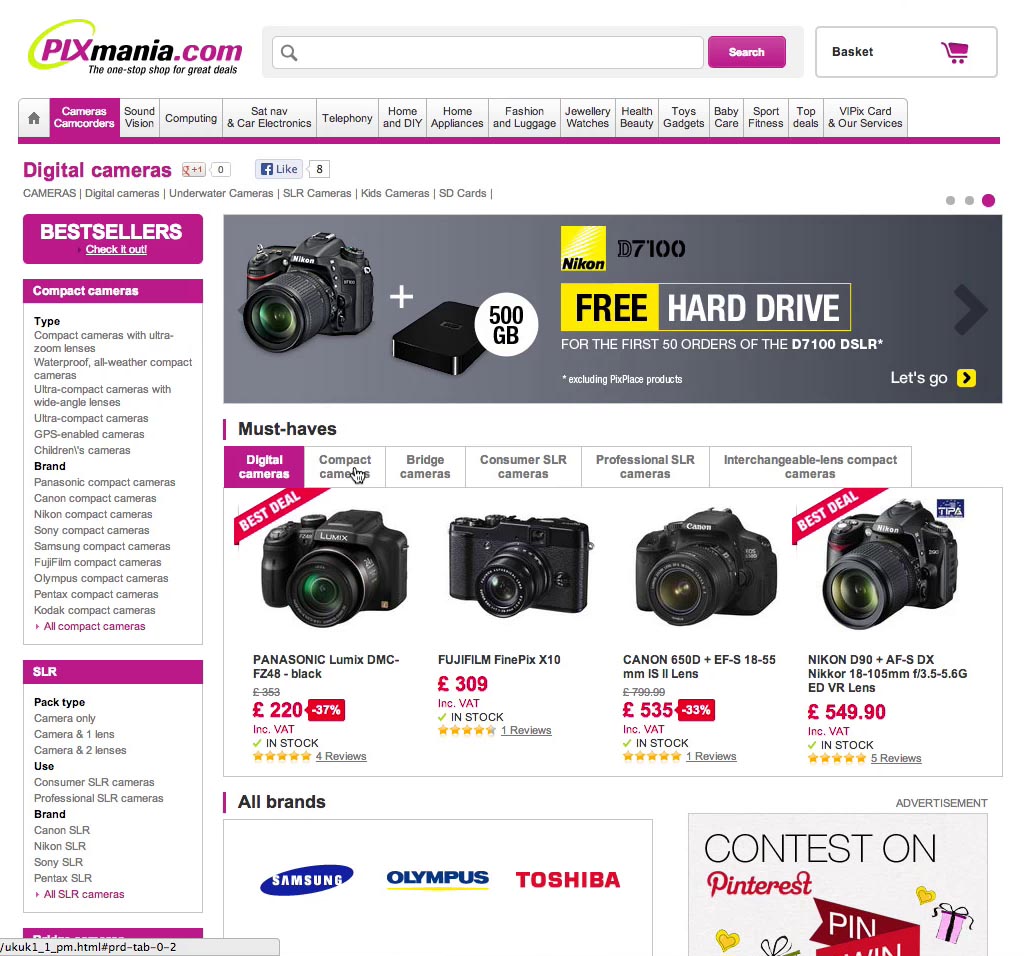 PIXmania.com
The one-stop shop for great deals
Search
Basket
Cameras
Camcorders
Sound
Vision
Computing
Sat nav
& Car Electronics
Telephony
Home
and DIY
Home
Appliances
Fashion
and Luggage
Jewellery
Watches
Health
Beauty
Toys
Gadgets
Baby
Care
Sport
Fitness
Top
deals
VIPix Card
& Our Services
Digital cameras
g +1
0
f Like
8
CAMERAS | Digital cameras | Underwater Cameras | SLR Cameras | Kids Cameras | SD Cards |
BESTSELLERS
Check it out!
Compact cameras
Type
Compact cameras with ultra-
zoom lenses
Waterproof, all-weather compact
cameras
Ultra-compact cameras with
wide-angle lenses
Ultra-compact cameras
GPS-enabled cameras
Children\'s cameras
Brand
Panasonic compact cameras
Canon compact cameras
Nikon compact cameras
Sony compact cameras
Samsung compact cameras
FujiFilm compact cameras
Olympus compact cameras
Pentax compact cameras
Kodak compact cameras
All compact cameras
SLR
Pack type
Camera only
Camera & 1 lens
Camera & 2 lenses
Use
Consumer SLR cameras
Professional SLR cameras
Brand
Canon SLR
Nikon SLR
Sony SLR
Pentax SLR
All SLR cameras
Bridge cameras
/ukuk1_1_pm.html#prd-tab-0-2
Nikon
+
500
GB
Nikon
D7100
FREE HARD DRIVE
FOR THE FIRST 50 ORDERS OF THE D7100 DSLR*
* excluding PixPlace products
Let's go
Must-haves
Digital
cameras
Compact
cameras
Bridge
cameras
Consumer SLR
cameras
Professional SLR
cameras
Interchangeable-lens compact
cameras
BEST DEAL
FZ48
LUMIX
PANASONIC Lumix DMC-
FZ48 - black
£ 353
£ 220
-37%
Inc. VAT
IN STOCK
4 Reviews
FUJIFILM FinePix X10
£ 309
Inc. VAT
IN STOCK
1 Reviews
Canon
CANON 650D + EF-S 18-55
mm IS II Lens
£ 799.99
£ 535
-33%
Inc. VAT
IN STOCK
1 Reviews
BEST DEAL
TIPA
Nikon
D90
NIKON D90 + AF-S DX
Nikkor 18-105mm f/3.5-5.6G
ED VR Lens
£ 549.90
Inc. VAT
IN STOCK
5 Reviews
All brands
SAMSUNG
OLYMPUS
TOSHIBA
ADVERTISEMENT
CONTEST ON
Pinterest
PIN
WIN